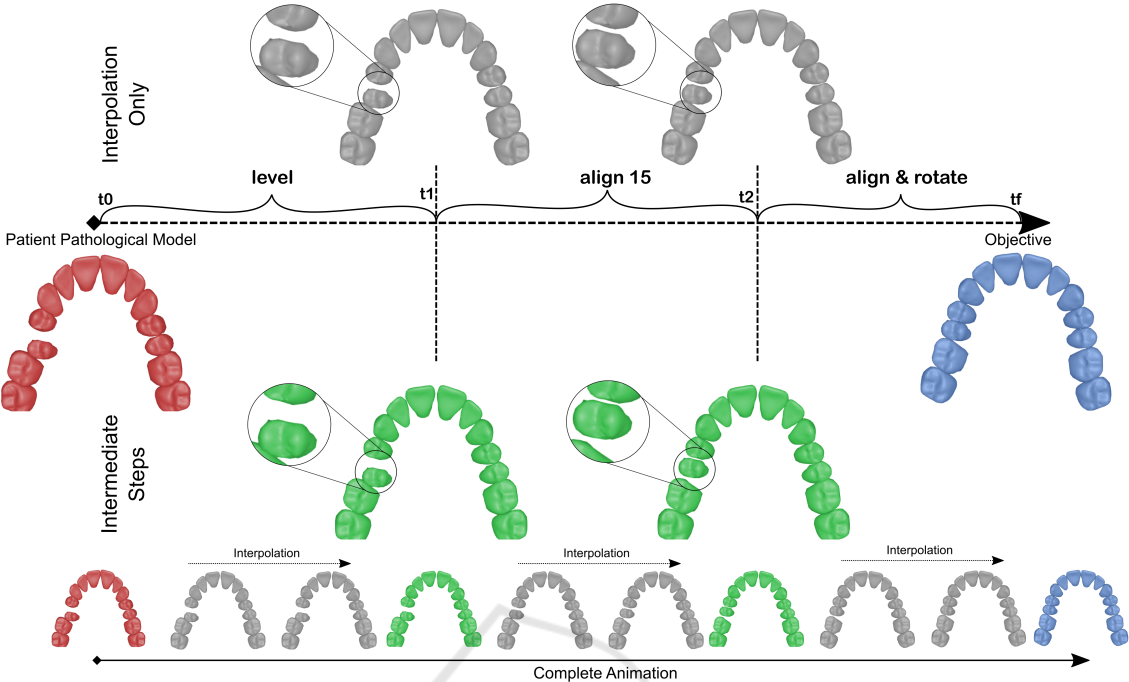 Interpolation
Only
level
align 15
align & rotate
t0
t1
t2
tf
Patient Pathological Model
Objective
Intermediate
Steps
Interpolation
Interpolation
Interpolation
Complete Animation